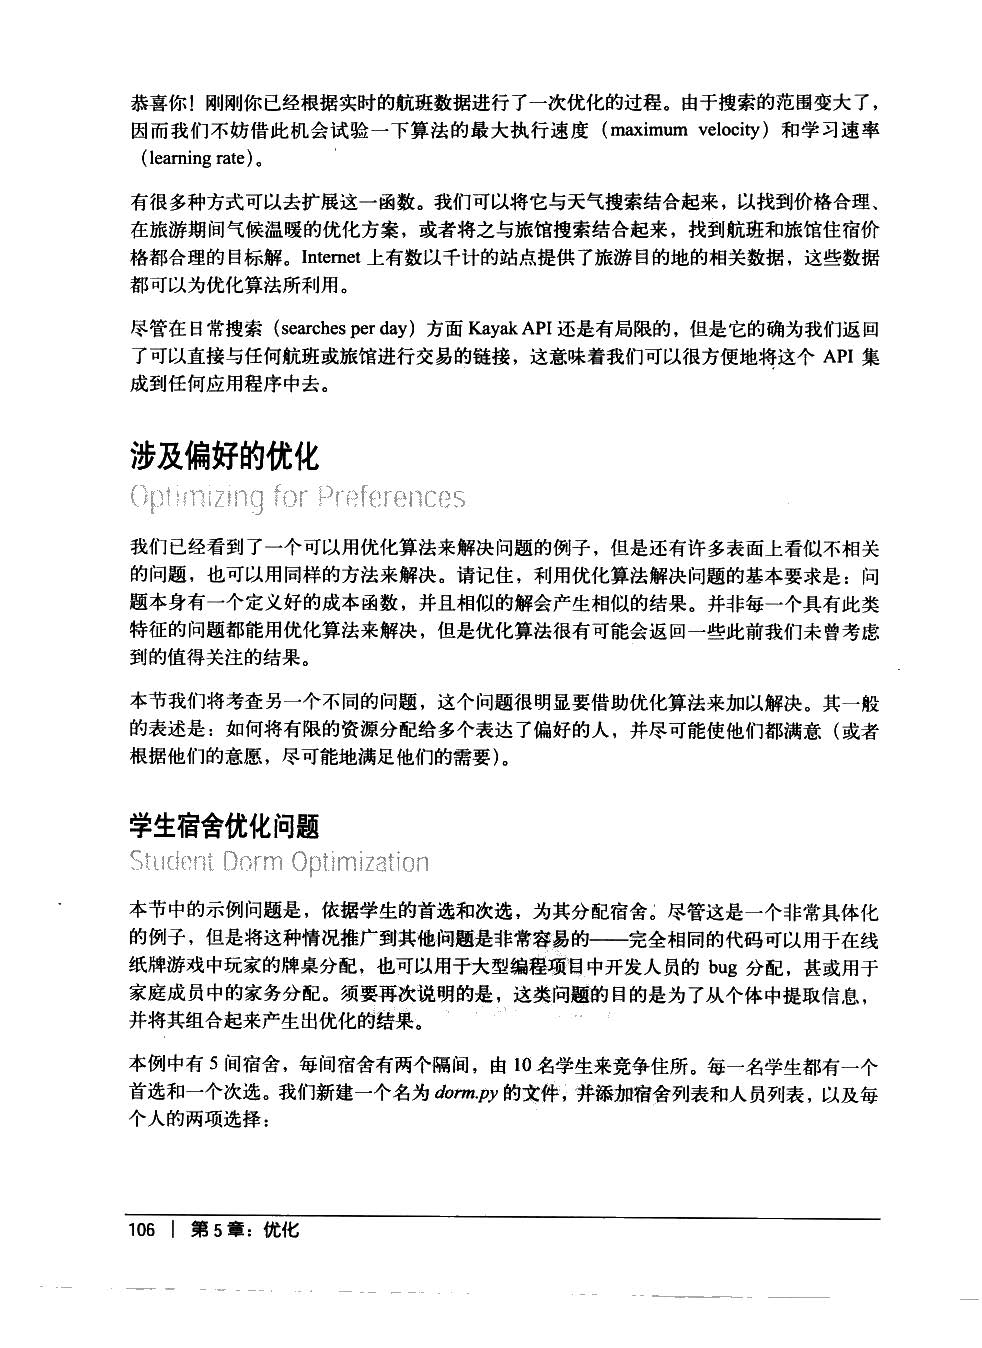 恭喜你！刚刚你已经根据实时的航班数据进行了一次优化的过程。由于搜索的范围变大了，
因而我们不妨借此机会试验一下算法的最大执行速度（maximum velocity）和学习速率
（learning rate）。
有很多种方式可以去扩展这一函数。我们可以将它与天气搜索结合起来，以找到价格合理、
在旅游期间气候温暖的优化方案，或者将之与旅馆搜索结合起来，找到航班和旅馆住宿价
格都合理的目标解。Internet 上有数以千计的站点提供了旅游目的地的相关数据，这些数据
都可以为优化算法所利用。
尽管在日常搜索（searches per day）方面 Kayak API 还是有局限的，但是它的确为我们返回
了可以直接与任何航班或旅馆进行交易的链接，这意味着我们可以很方便地将这个 API 集
成到任何应用程序中去。
涉及偏好的优化
Optimizing for Preferences
我们已经看到了一个可以用优化算法来解决问题的例子，但是还有许多表面上看似不相关
的问题，也可以用同样的方法来解决。请记住，利用优化算法解决问题的基本要求是：问
题本身有一个定义好的成本函数，并且相似的解会产生相似的结果。并非每一个具有此类
特征的问题都能用优化算法来解决，但是优化算法很有可能会返回一些此前我们未曾考虑
到的值得关注的结果。
本节我们将考查另一个不同的问题，这个问题很明显要借助优化算法来加以解决。其一般
的表述是：如何将有限的资源分配给多个表达了偏好的人，并尽可能使他们都满意（或者
根据他们的意愿，尽可能地满足他们的需要）。
学生宿舍优化问题
Student Dorm Optimization
本节中的示例问题是，依据学生的首选和次选，为其分配宿舍。尽管这是一个非常具体化
的例子，但是将这种情况推广到其他问题是非常容易的——完全相同的代码可以用于在线
纸牌游戏中玩家的牌桌分配，也可以用于大型编程项目中开发人员的 bug 分配，甚或用于
家庭成员中的家务分配。须要再次说明的是，这类问题的目的是为了从个体中提取信息，
并将其组合起来产生出优化的结果。
本例中有 5 间宿舍，每间宿舍有两个隔间，由 10 名学生来竞争住所。每一名学生都有一个
首选和一个次选。我们新建一个名为 dorm.py 的文件，并添加宿舍列表和人员列表，以及每
个人的两项选择：
106 | 第 5 章：优化